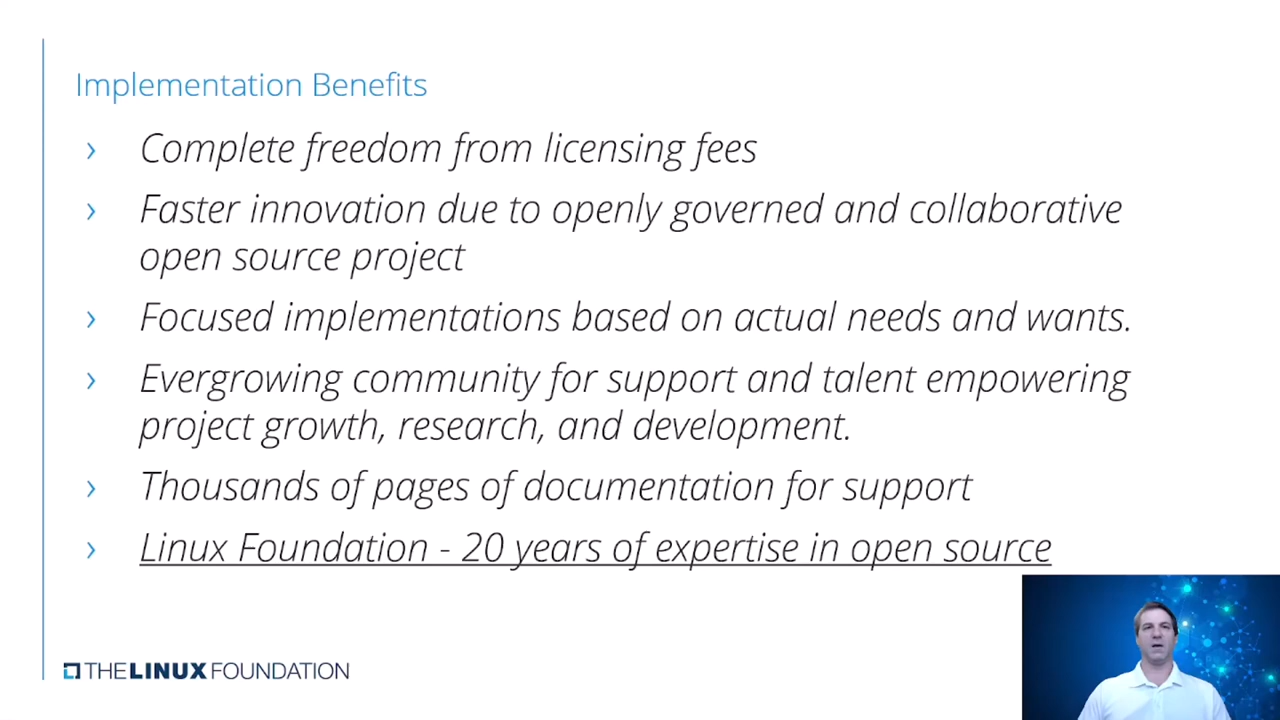 Implementation Benefits
› Complete freedom from licensing fees
› Faster innovation due to openly governed and collaborative
open source project
› Focused implementations based on actual needs and wants.
› Evergrowing community for support and talent empowering
project growth, research, and development.
› Thousands of pages of documentation for support
› Linux Foundation - 20 years of expertise in open source
THE LINUX FOUNDATION